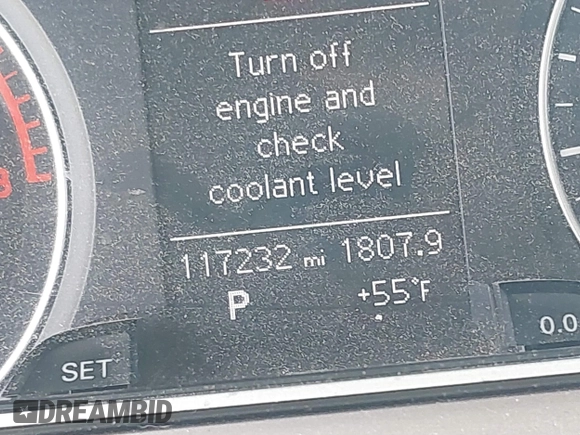 Turn off
engine and
check
coolant level
117232 mi 1807.9
P +55°F
0.0
SET
DREAMBID